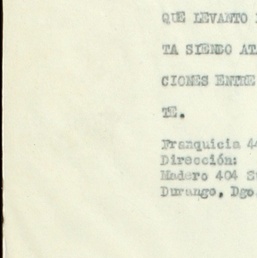 QUE LEVANTO
TA SIENDO AT
CIONES ENTRE
TE.
Franquicia 44
Dirección:
Madero 404 S
Durango, Dgo.